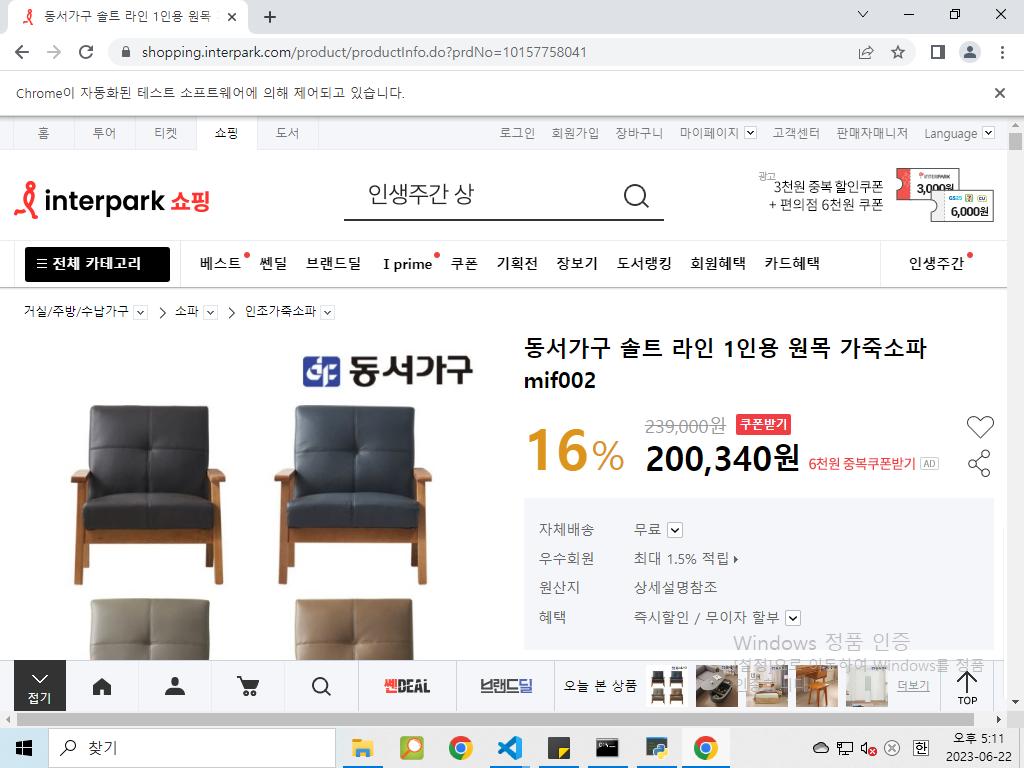 동서가구 솔트 라인 1인용 원목
shopping.interpark.com/product/productInfo.do?prdNo=10157758041
Chrome이 자동화된 테스트 소프트웨어에 의해 제어되고 있습니다.
홈 투어 티켓 쇼핑 도서 로그인 회원가입 장바구니 마이페이지 고객센터 판매자매니저 Language
interpark 쇼핑
인생주간 상
광고
3천원 중복 할인쿠폰
+ 편의점 6천원 쿠폰
INTERPARK
3,000원
GS25 CU
6,000원
전체 카테고리 베스트 쎈딜 브랜드딜 I prime 쿠폰 기획전 장보기 도서랭킹 회원혜택 카드혜택 인생주간
거실/주방/수납가구 소파 인조가죽소파
동서가구
동서가구 솔트 라인 1인용 원목 가죽소파
mif002
16%
239,000원 쿠폰받기
200,340원 6천원 중복쿠폰받기 AD
자체배송 무료
우수회원 최대 1.5% 적립
원산지 상세설명참조
혜택 즉시할인 / 무이자 할부
Windows 정품 인증
[설정]으로 이동하여 Windows를 정품
접기
쎈DEAL
브랜드딜
오늘 본 상품
더보기
TOP
찾기
한
오후 5:11
2023-06-22